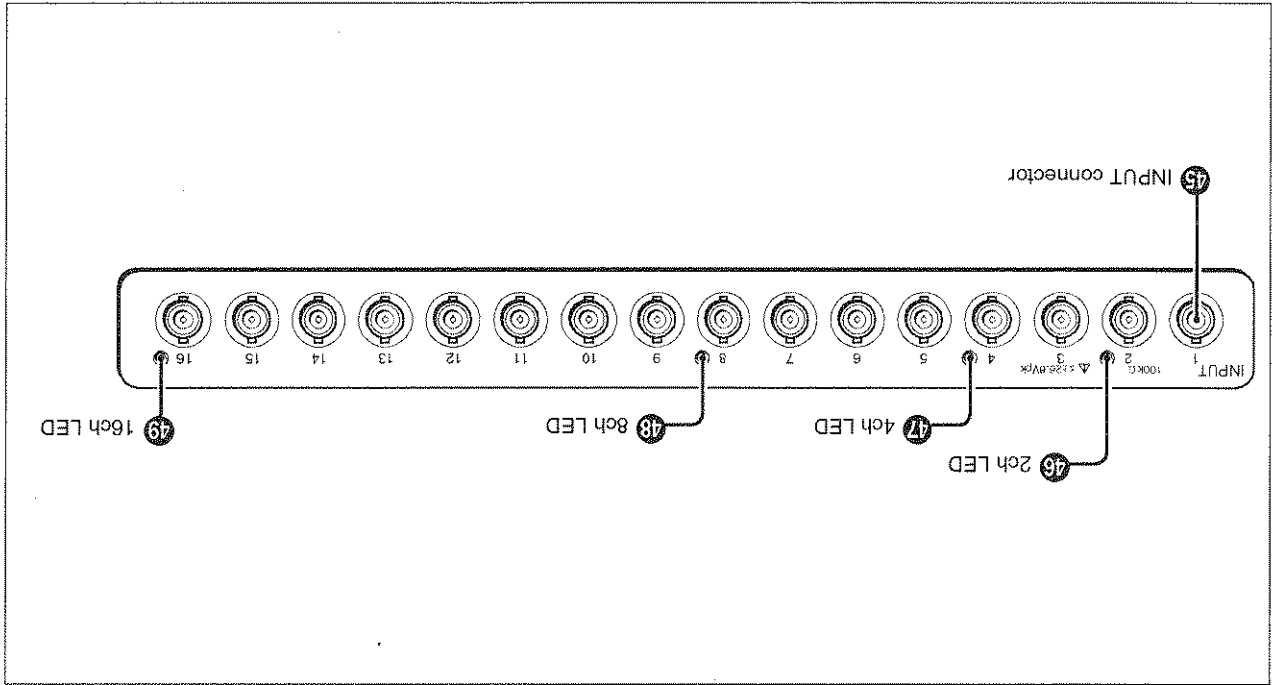 46 2ch LED
47 4ch LED
48 8ch LED
49 16ch LED
INPUT
100kΩ
1 2 3 4 5 6 7 8 9 10 11 12 13 14 15 16
45 INPUT connector